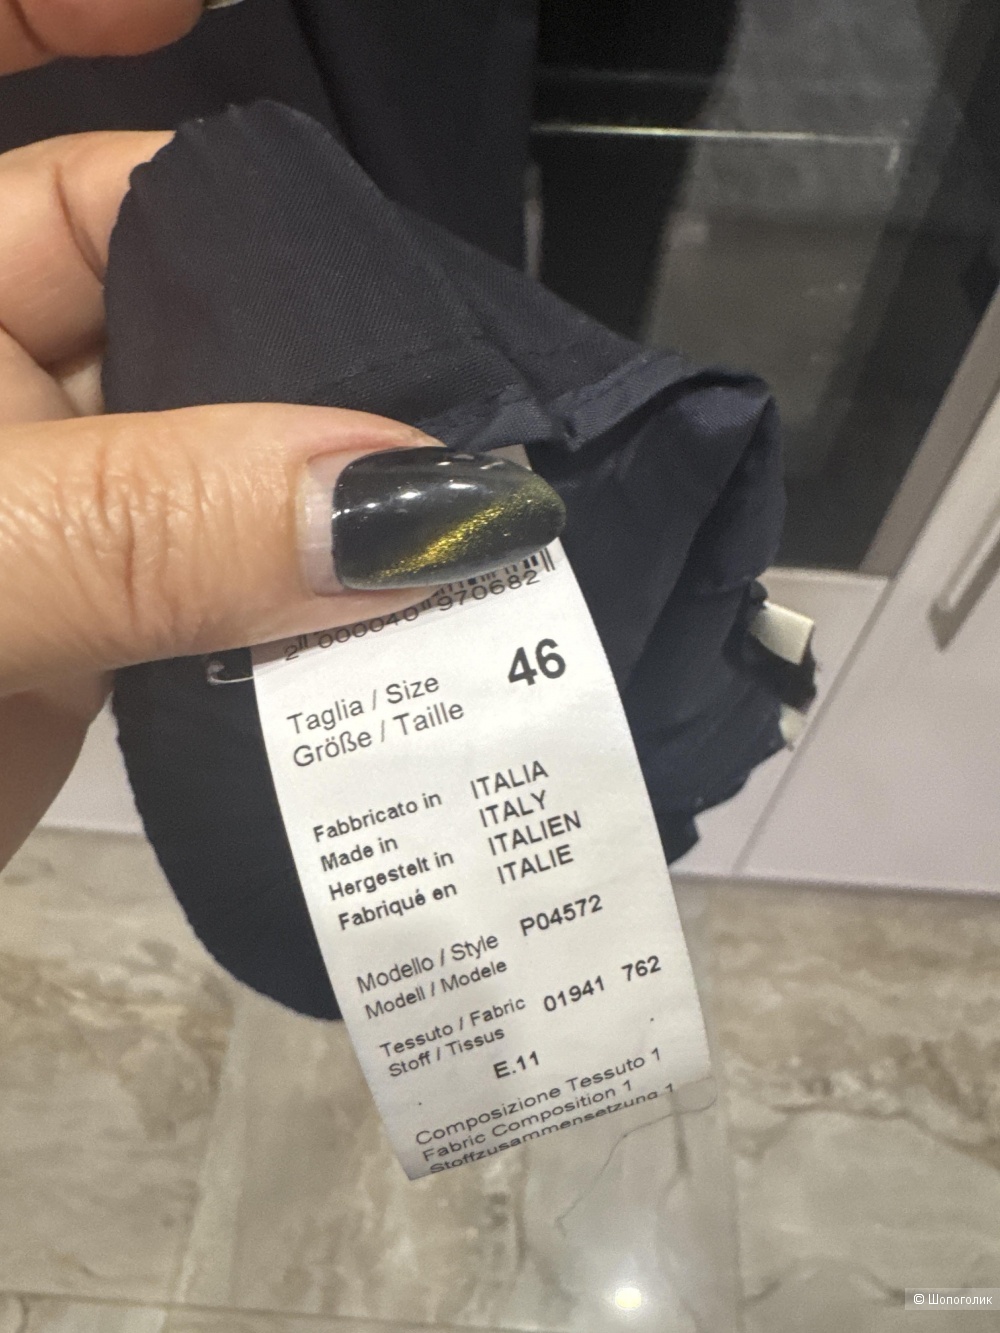 2 000040 970682
Taglia / Size 46
Größe / Taille
Fabbricato in ITALIA
Made in ITALY
Hergestelt in ITALIEN
Fabriqué en ITALIE
Modello / Style P04572
Modell / Modele
Tessuto / Fabric 01941 762
Stoff / Tissus
E.11
Composizione Tessuto 1
Fabric Composition 1
Stoffzusammensetzung 1
© Шопоголик